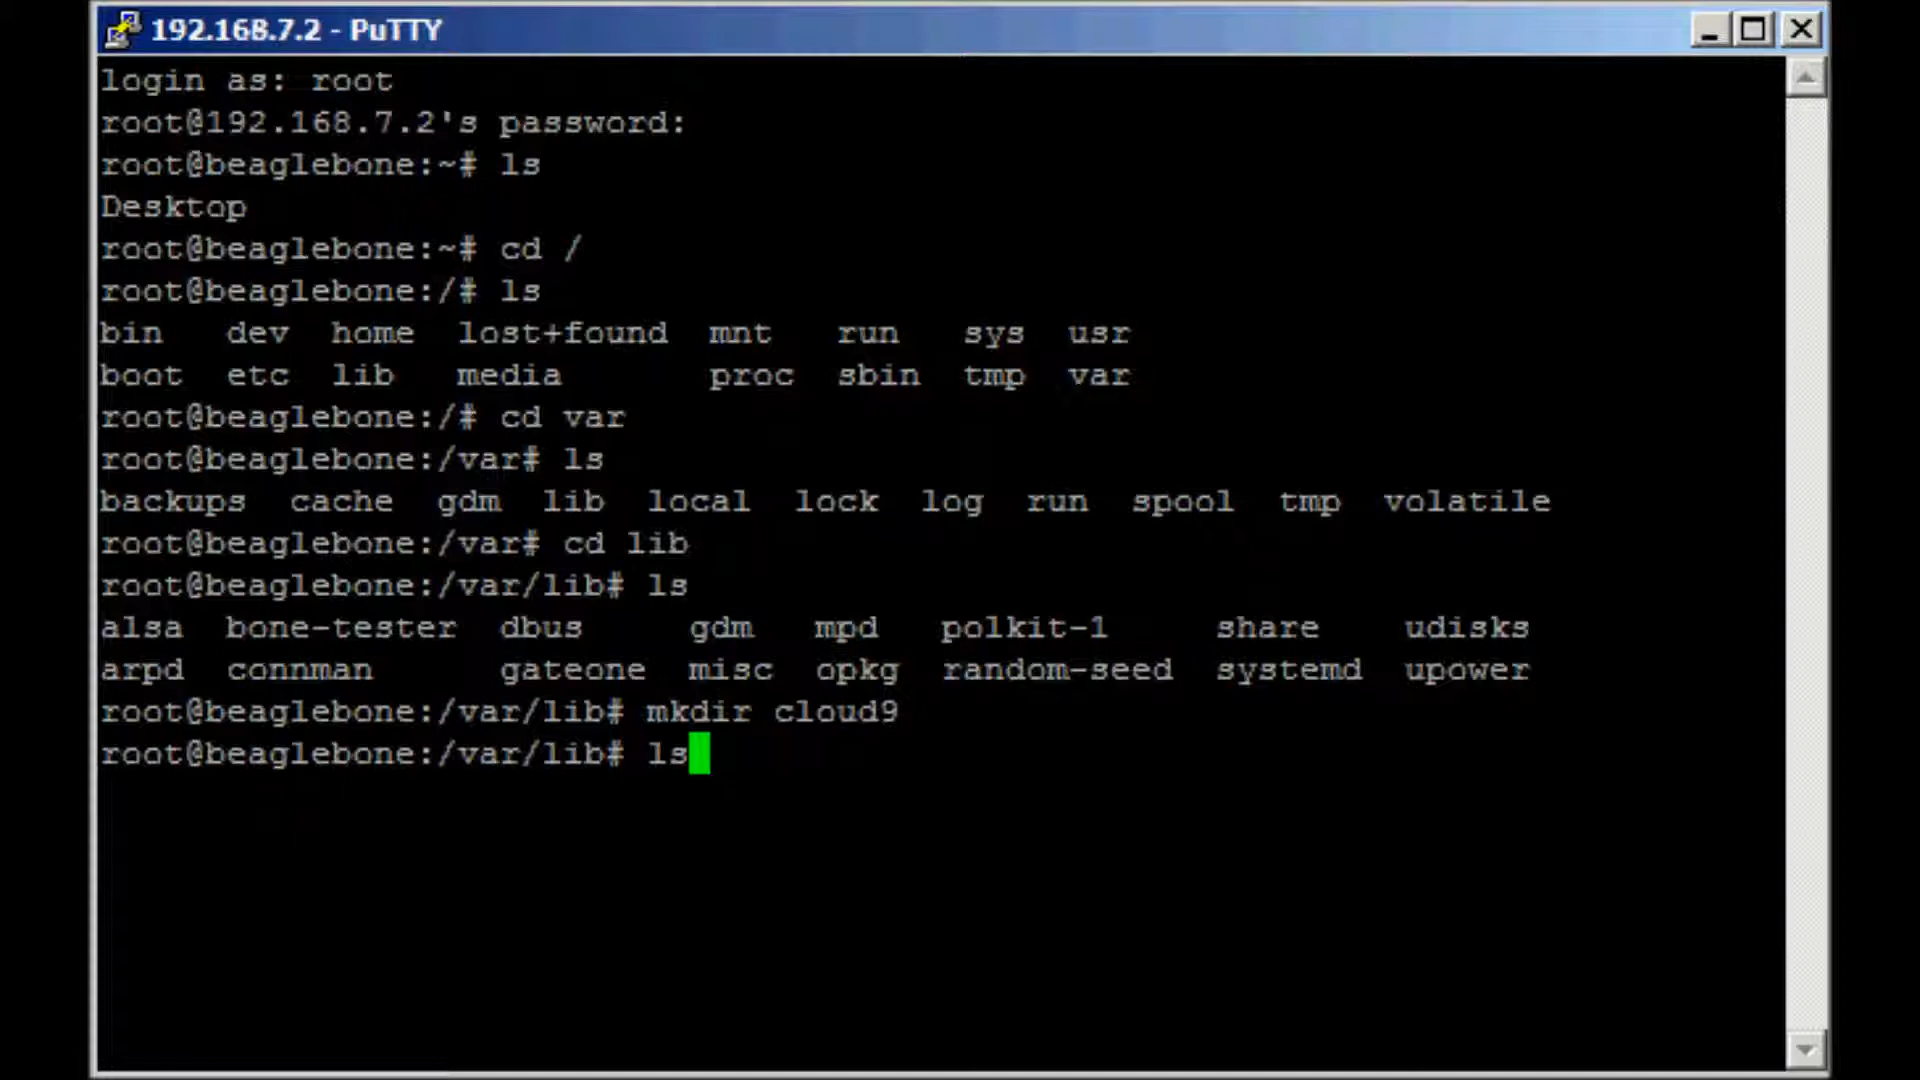 192.168.7.2 - PuTTY
login as: root
root@192.168.7.2's password:
root@beaglebone:~# ls
Desktop
root@beaglebone:~# cd /
root@beaglebone:/# ls
bin   dev  home  lost+found  mnt   run   sys  usr
boot  etc  lib   media       proc  sbin  tmp  var
root@beaglebone:/# cd var
root@beaglebone:/var# ls
backups  cache  gdm  lib  local  lock  log  run  spool  tmp  volatile
root@beaglebone:/var# cd lib
root@beaglebone:/var/lib# ls
alsa  bone-tester  dbus     gdm   mpd   polkit-1     share    udisks
arpd  connman      gateone  misc  opkg  random-seed  systemd  upower
root@beaglebone:/var/lib# mkdir cloud9
root@beaglebone:/var/lib# ls